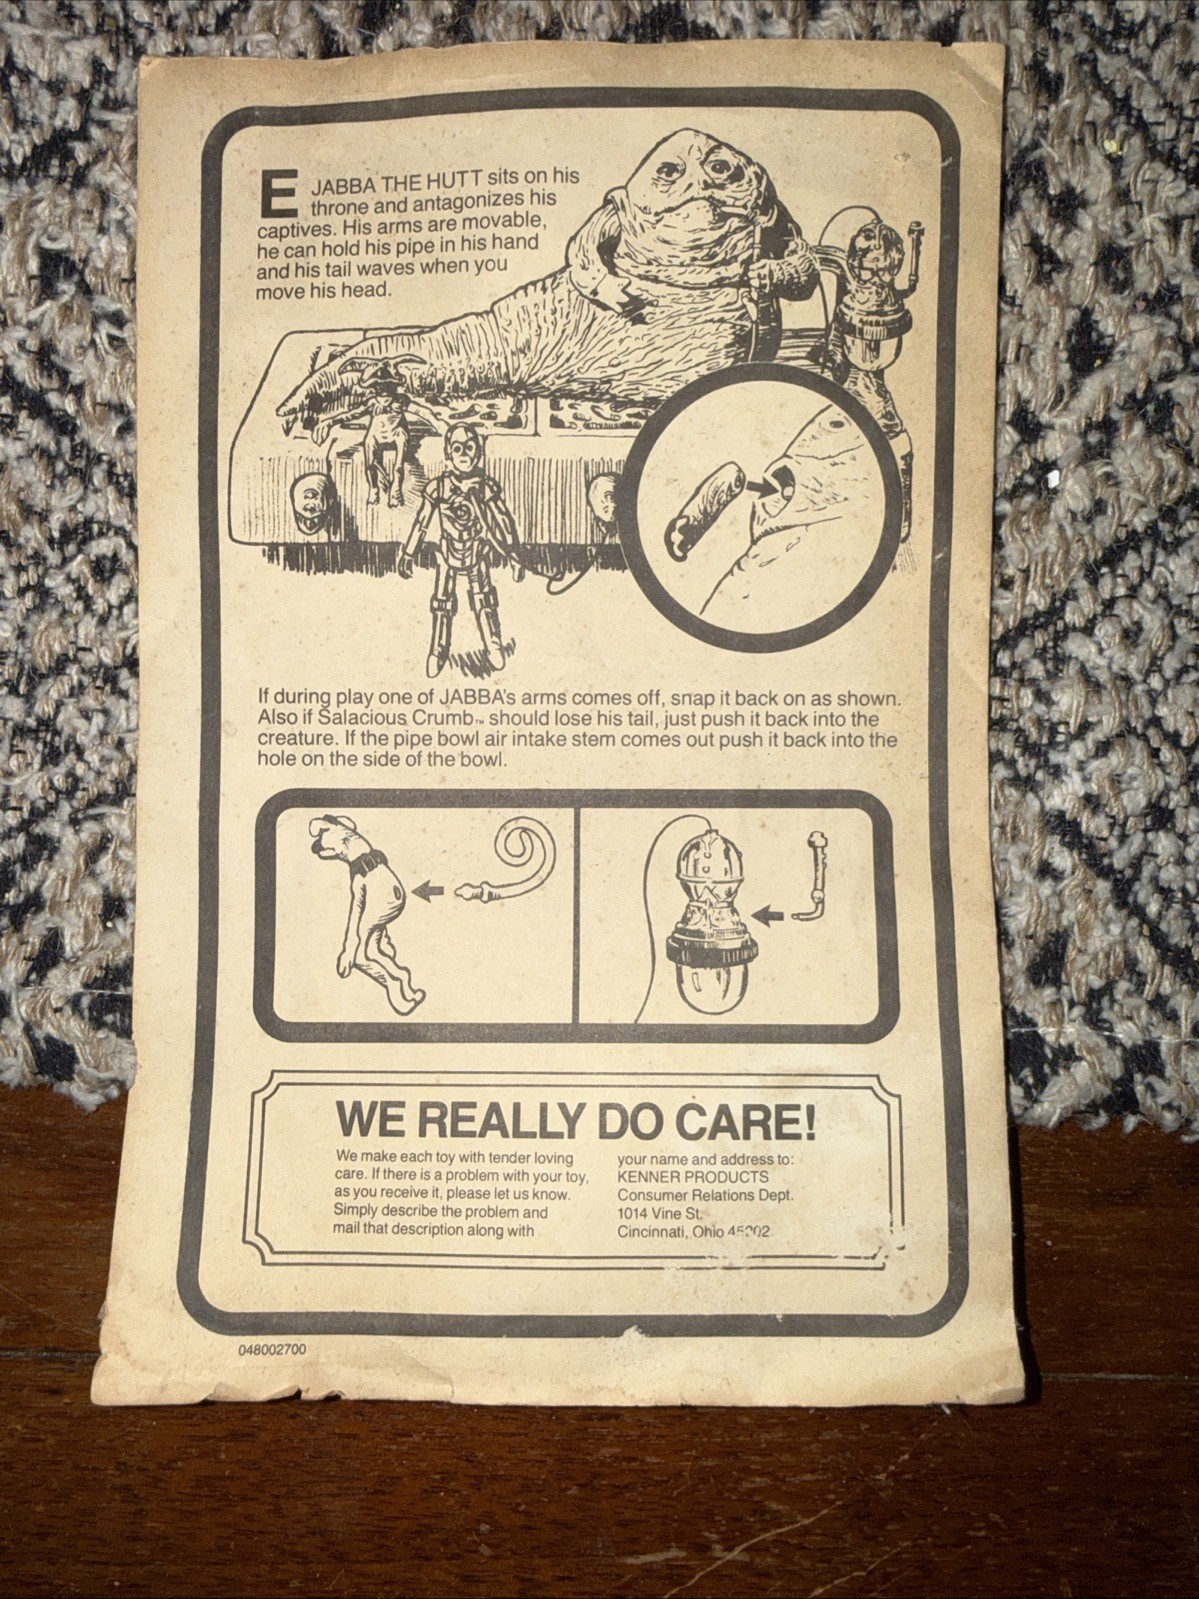 E JABBA THE HUTT sits on his
throne and antagonizes his
captives. His arms are movable,
he can hold his pipe in his hand
and his tail waves when you
move his head.
If during play one of JABBA's arms comes off, snap it back on as shown.
Also if Salacious Crumb™ should lose his tail, just push it back into the
creature. If the pipe bowl air intake stem comes out push it back into the
hole on the side of the bowl.
WE REALLY DO CARE!
We make each toy with tender loving
care. If there is a problem with your toy,
as you receive it, please let us know.
Simply describe the problem and
mail that description along with
your name and address to:
KENNER PRODUCTS
Consumer Relations Dept.
1014 Vine St.
Cincinnati, Ohio 45202
048002700